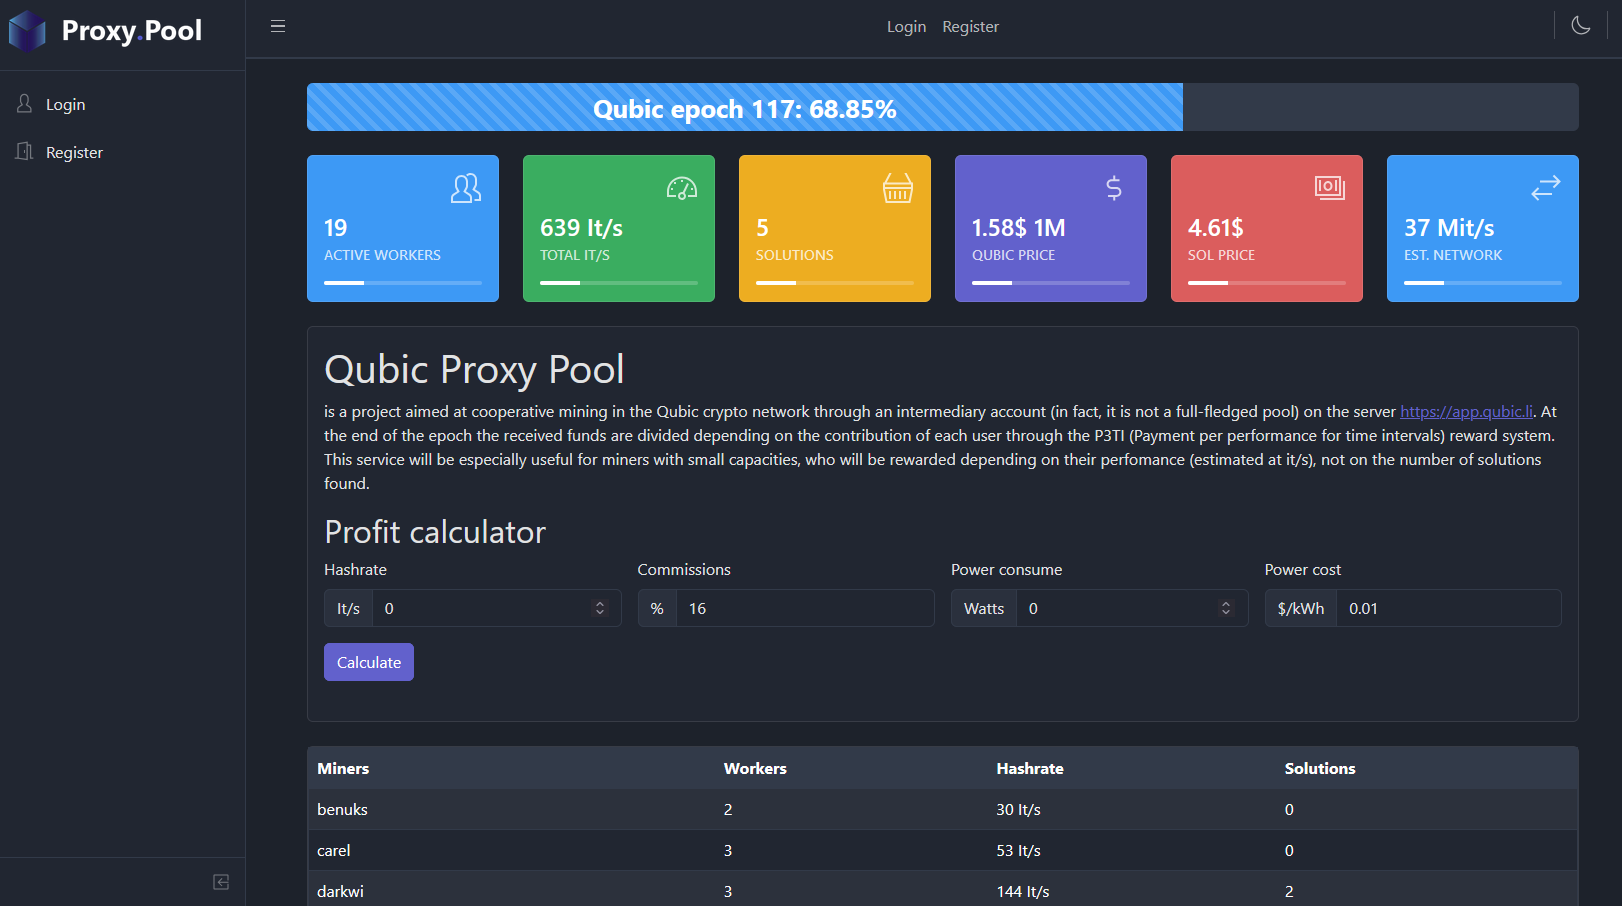 Proxy.Pool
Login Register
Login
Register
Qubic epoch 117: 68.85%
19
ACTIVE WORKERS
639 It/s
TOTAL IT/S
5
SOLUTIONS
1.58$ 1M
QUBIC PRICE
4.61$
SOL PRICE
37 Mit/s
EST. NETWORK
Qubic Proxy Pool
is a project aimed at cooperative mining in the Qubic crypto network through an intermediary account (in fact, it is not a full-fledged pool) on the server https://app.qubic.li. At
the end of the epoch the received funds are divided depending on the contribution of each user through the P3TI (Payment per performance for time intervals) reward system.
This service will be especially useful for miners with small capacities, who will be rewarded depending on their perfomance (estimated at it/s), not on the number of solutions
found.
Profit calculator
Hashrate Commissions Power consume Power cost
It/s 0 % 16 Watts 0 $/kWh 0.01
Calculate
Miners Workers Hashrate Solutions
benuks 2 30 It/s 0
carel 3 53 It/s 0
darkwi 3 144 It/s 2